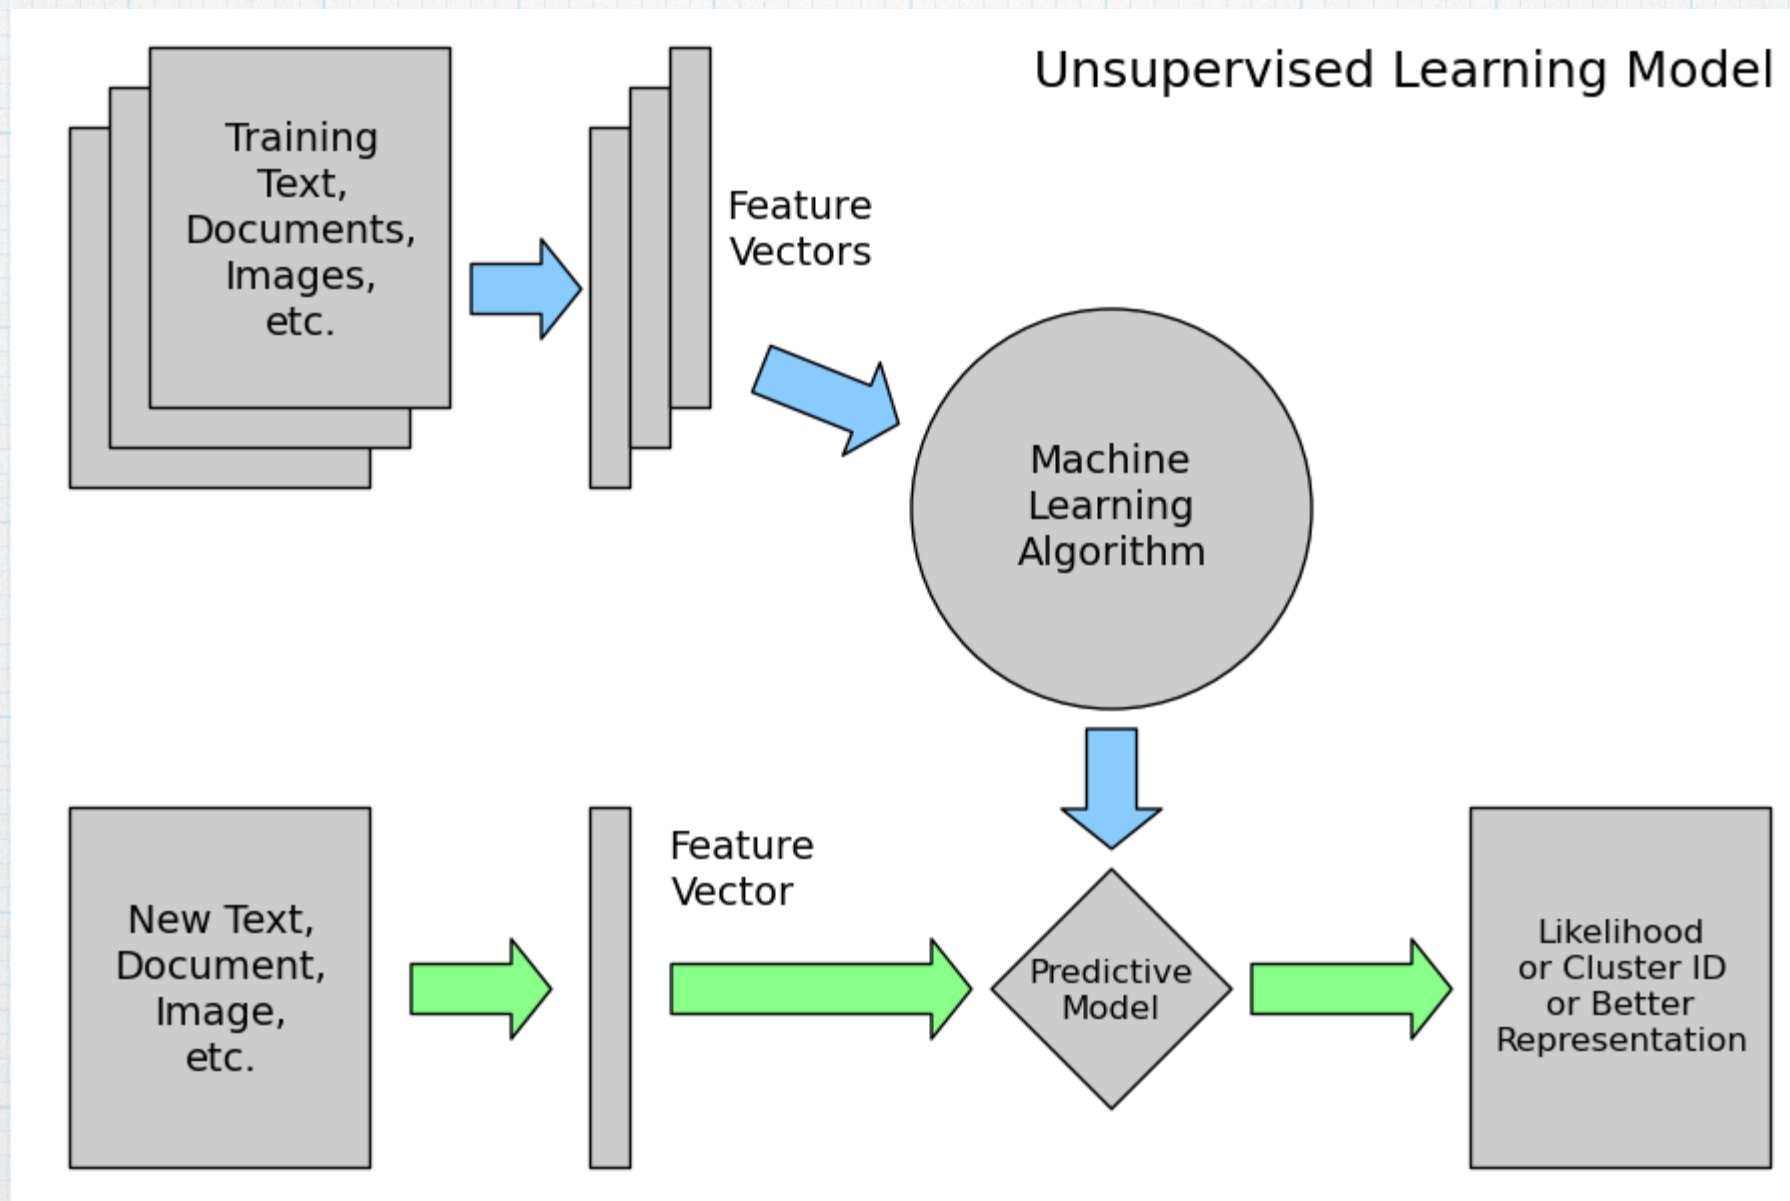 Unsupervised Learning Model
Training
Text,
Documents,
Images,
etc.
Feature
Vectors
Machine
Learning
Algorithm
New Text,
Document,
Image,
etc.
Feature
Vector
Predictive
Model
Likelihood
or Cluster ID
or Better
Representation